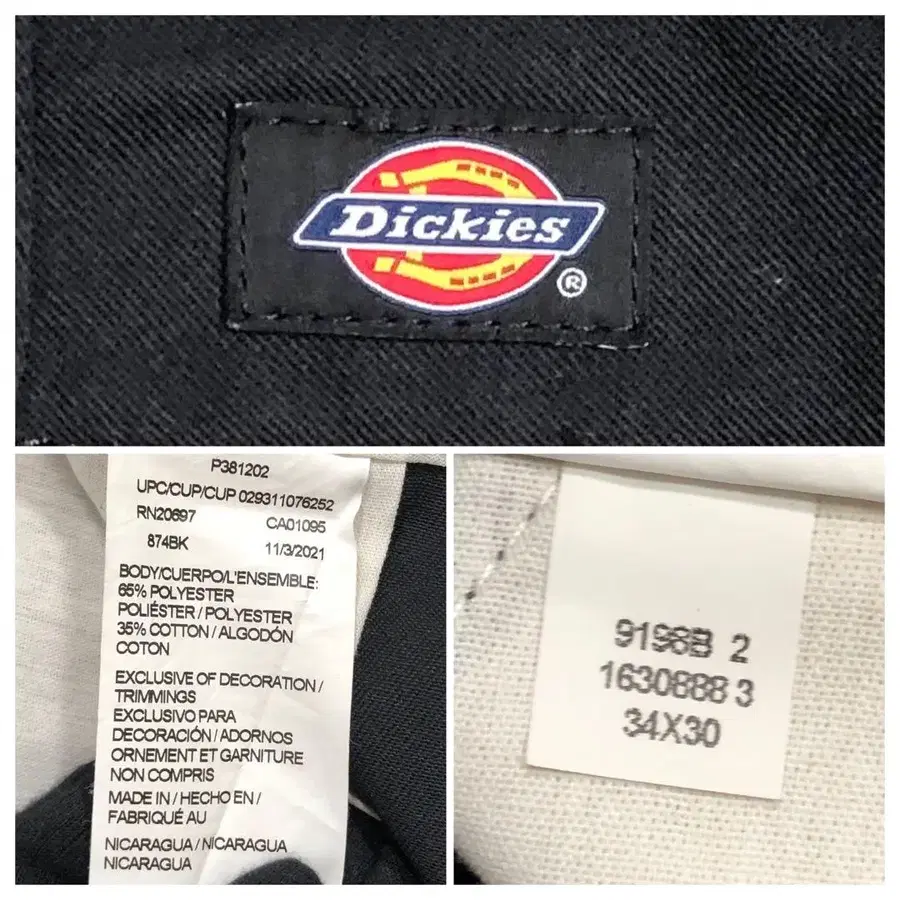 Dickies
®
P381202
UPC/CUP/CUP 029311076252
RN20697 CA01095
874BK 11/3/2021
BODY/CUERPO/L'ENSEMBLE:
65% POLYESTER
POLIÉSTER / POLYESTER
35% COTTON / ALGODÓN
COTON
EXCLUSIVE OF DECORATION /
TRIMMINGS
EXCLUSIVO PARA
DECORACIÓN / ADORNOS
ORNEMENT ET GARNITURE
NON COMPRIS
MADE IN / HECHO EN /
FABRIQUÉ AU
NICARAGUA / NICARAGUA
NICARAGUA
9198B 2
1630888 3
34X30